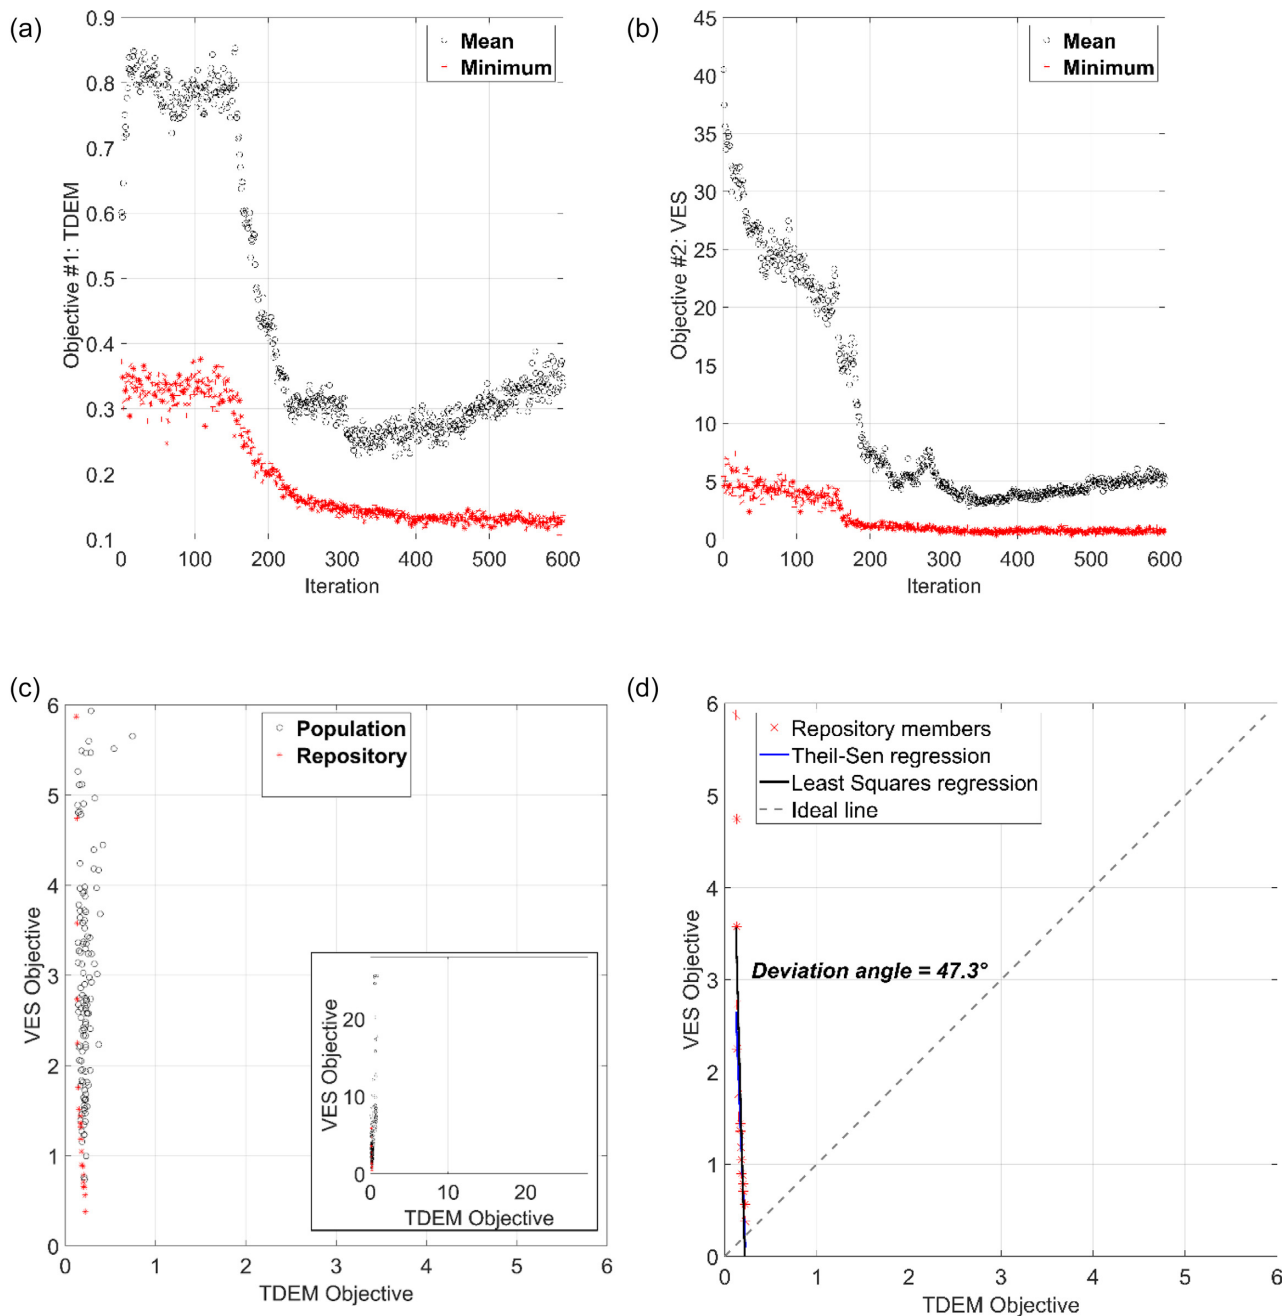 (a)
0.9
0.8
0.7
0.6
0.5
0.4
0.3
0.2
0.1
Objective #1: TDEM
Mean
Minimum
0 100 200 300 400 500 600
Iteration
(b)
45
40
35
30
25
20
15
10
5
0
Objective #2: VES
Mean
Minimum
0 100 200 300 400 500 600
Iteration
(c)
6
5
4
3
2
1
0
VES Objective
Population
Repository
VES Objective
20
10
0
0 10 20
TDEM Objective
0 1 2 3 4 5 6
TDEM Objective
(d)
6
5
4
3
2
1
0
VES Objective
Repository members
Theil-Sen regression
Least Squares regression
Ideal line
Deviation angle = 47.3°
0 1 2 3 4 5 6
TDEM Objective